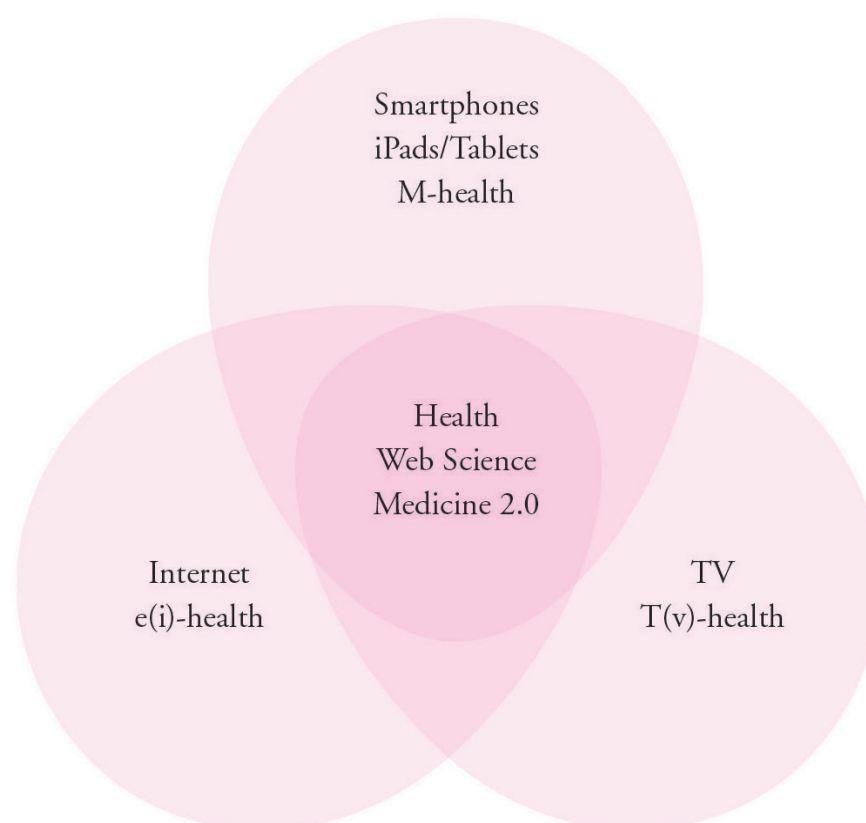 Smartphones
iPads/Tablets
M-health
Health
Web Science
Medicine 2.0
Internet
e(i)-health
TV
T(v)-health